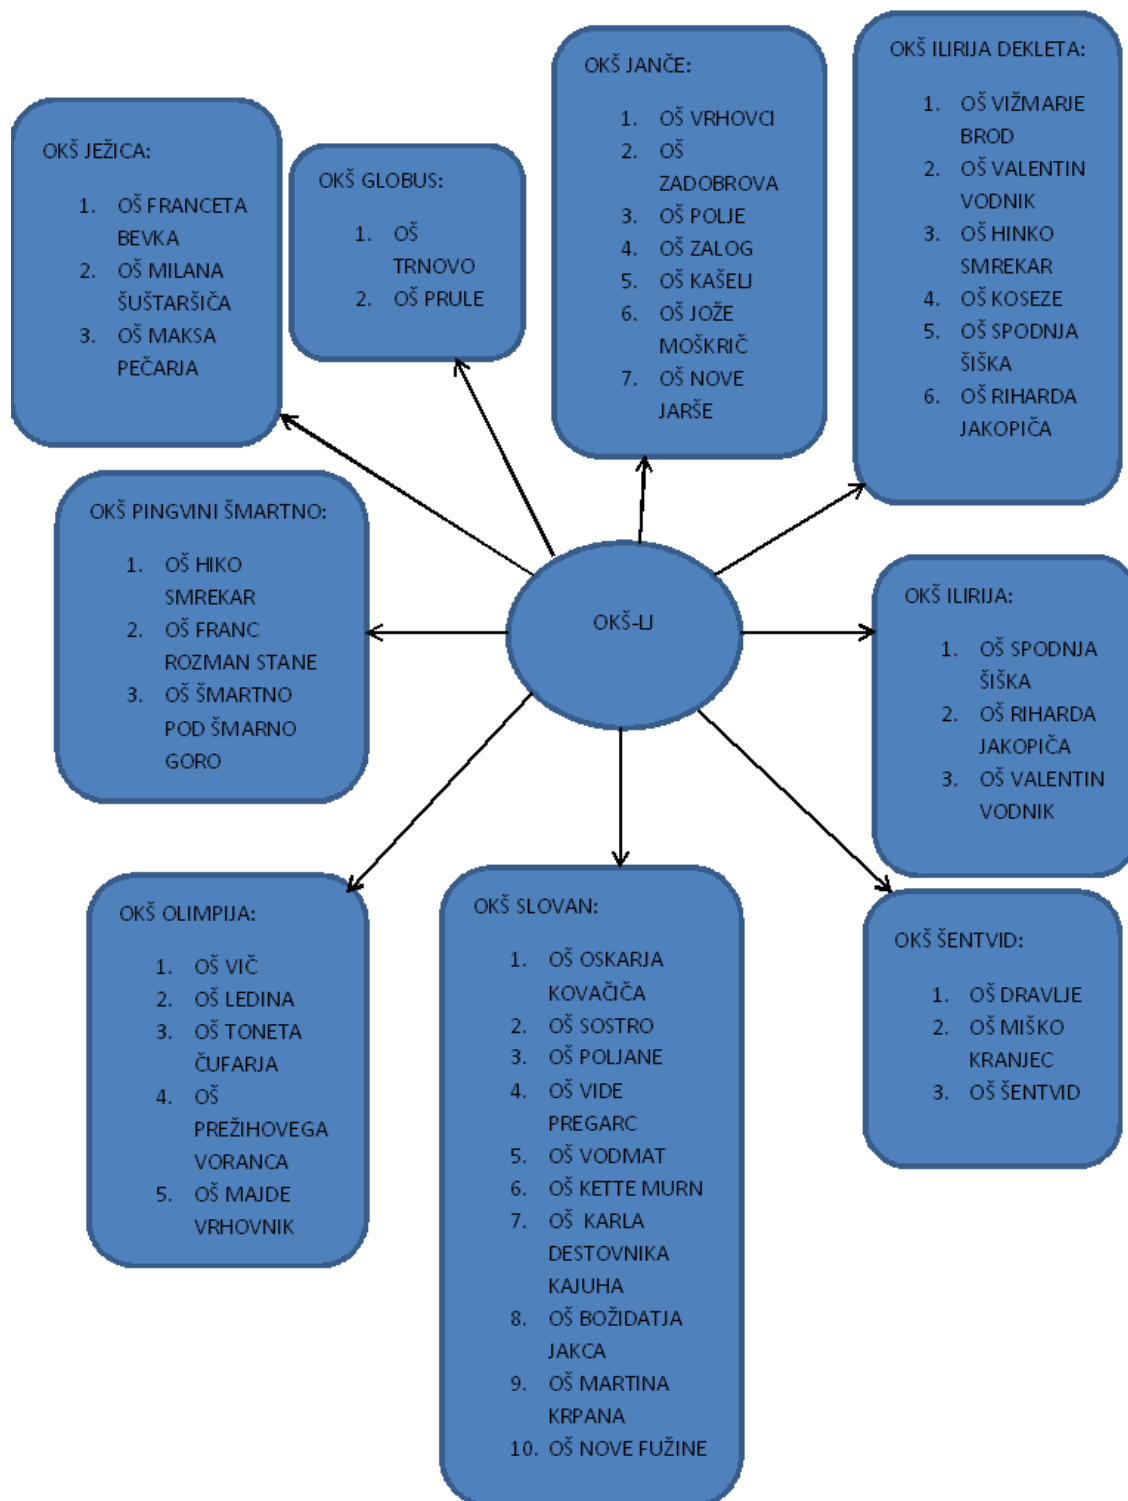 OKŠ JEŽICA:
1. OŠ FRANCETA
BEVKA
2. OŠ MILANA
ŠUŠTARŠIČA
3. OŠ MAKSA
PEČARJA
OKŠ GLOBUS:
1. OŠ
TRNOVO
2. OŠ PRULE
OKŠ JANČE:
1. OŠ VRHOVCI
2. OŠ
ZADOBROVA
3. OŠ POLJE
4. OŠ ZALOG
5. OŠ KAŠELJ
6. OŠ JOŽE
MOŠKRIČ
7. OŠ NOVE
JARŠE
OKŠ ILIRIJA DEKLETA:
1. OŠ VIŽMARJE
BROD
2. OŠ VALENTIN
VODNIK
3. OŠ HINKO
SMREKAR
4. OŠ KOSEZE
5. OŠ SPODNJA
ŠIŠKA
6. OŠ RIHARDA
JAKOPIČA
OKŠ PINGVINI ŠMARTNO:
1. OŠ HIKO
SMREKAR
2. OŠ FRANC
ROZMAN STANE
3. OŠ ŠMARTNO
POD ŠMARNO
GORO
OKŠ-LJ
OKŠ ILIRIJA:
1. OŠ SPODNJA
ŠIŠKA
2. OŠ RIHARDA
JAKOPIČA
3. OŠ VALENTIN
VODNIK
OKŠ OLIMPIJA:
1. OŠ VIČ
2. OŠ LEDINA
3. OŠ TONETA
ČUFARJA
4. OŠ
PREŽIHOVEGA
VORANCA
5. OŠ MAJDE
VRHOVNIK
OKŠ SLOVAN:
1. OŠ OSKARJA
KOVAČIČA
2. OŠ SOSTRO
3. OŠ POLJANE
4. OŠ VIDE
PREGARC
5. OŠ VODMAT
6. OŠ KETTE MURN
7. OŠ KARLA
DESTOVNIKA
KAJUHA
8. OŠ BOŽIDATJA
JAKCA
9. OŠ MARTINA
KRPANA
10. OŠ NOVE FUŽINE
OKŠ ŠENTVID:
1. OŠ DRAVLJE
2. OŠ MIŠKO
KRANJEC
3. OŠ ŠENTVID